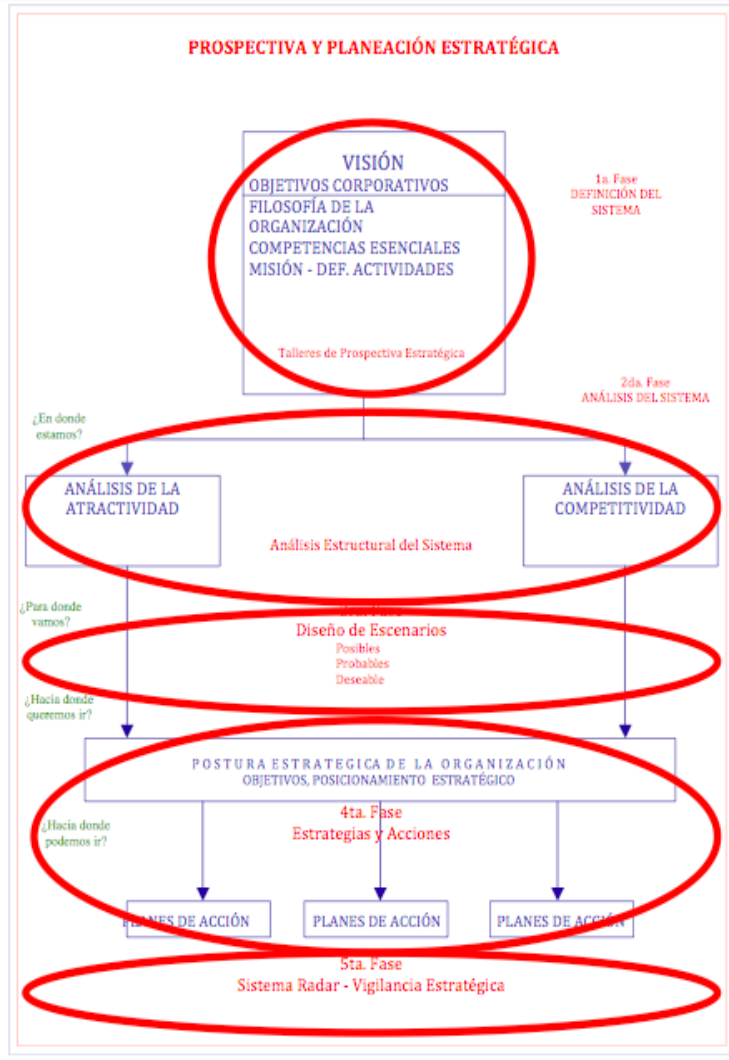 PROSPECTIVA Y PLANEACIÓN ESTRATÉGICA
VISIÓN
OBJETIVOS CORPORATIVOS
FILOSOFÍA DE LA
ORGANIZACIÓN
COMPETENCIAS ESENCIALES
MISIÓN - DEF. ACTIVIDADES
Talleres de Prospectiva Estratégica
1a. Fase
DEFINICIÓN DEL
SISTEMA
2da. Fase
ANÁLISIS DEL SISTEMA
¿En donde
estamos?
ANÁLISIS DE LA
ATRACTIVIDAD
ANÁLISIS DE LA
COMPETITIVIDAD
Análisis Estructural del Sistema
¿Para donde
vamos?
Diseño de Escenarios
Posibles
Probables
Deseable
¿Hacia donde
queremos ir?
POSTURA ESTRATEGICA DE LA ORGANIZACIÓN
OBJETIVOS, POSICIONAMIENTO ESTRATÉGICO
4ta. Fase
Estrategias y Acciones
¿Hacia donde
podemos ir?
PLANES DE ACCIÓN
PLANES DE ACCIÓN
PLANES DE ACCIÓN
5ta. Fase
Sistema Radar - Vigilancia Estratégica